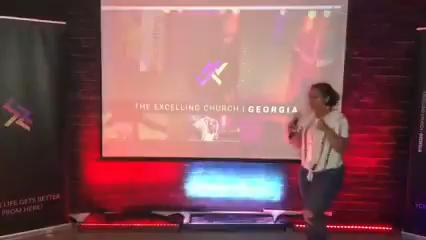 THE EXCELLING CHURCH | GEORGIA
LIFE GETS BETTER
FROM HERE!